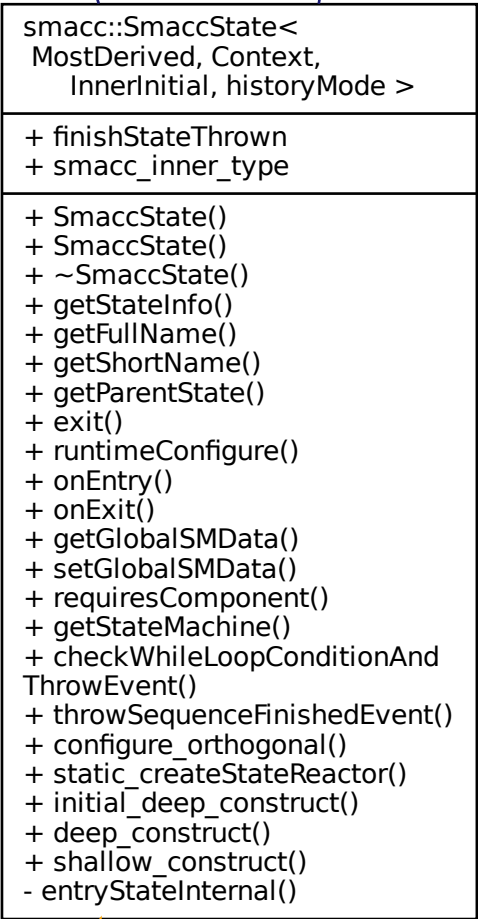 smacc::SmaccState<
MostDerived, Context,
InnerInitial, historyMode >
+ finishStateThrown
+ smacc_inner_type
+ SmaccState()
+ SmaccState()
+ ~SmaccState()
+ getStateInfo()
+ getFullName()
+ getShortName()
+ getParentState()
+ exit()
+ runtimeConfigure()
+ onEntry()
+ onExit()
+ getGlobalSMData()
+ setGlobalSMData()
+ requiresComponent()
+ getStateMachine()
+ checkWhileLoopConditionAnd
ThrowEvent()
+ throwSequenceFinishedEvent()
+ configure_orthogonal()
+ static_createStateReactor()
+ initial_deep_construct()
+ deep_construct()
+ shallow_construct()
- entryStateInternal()